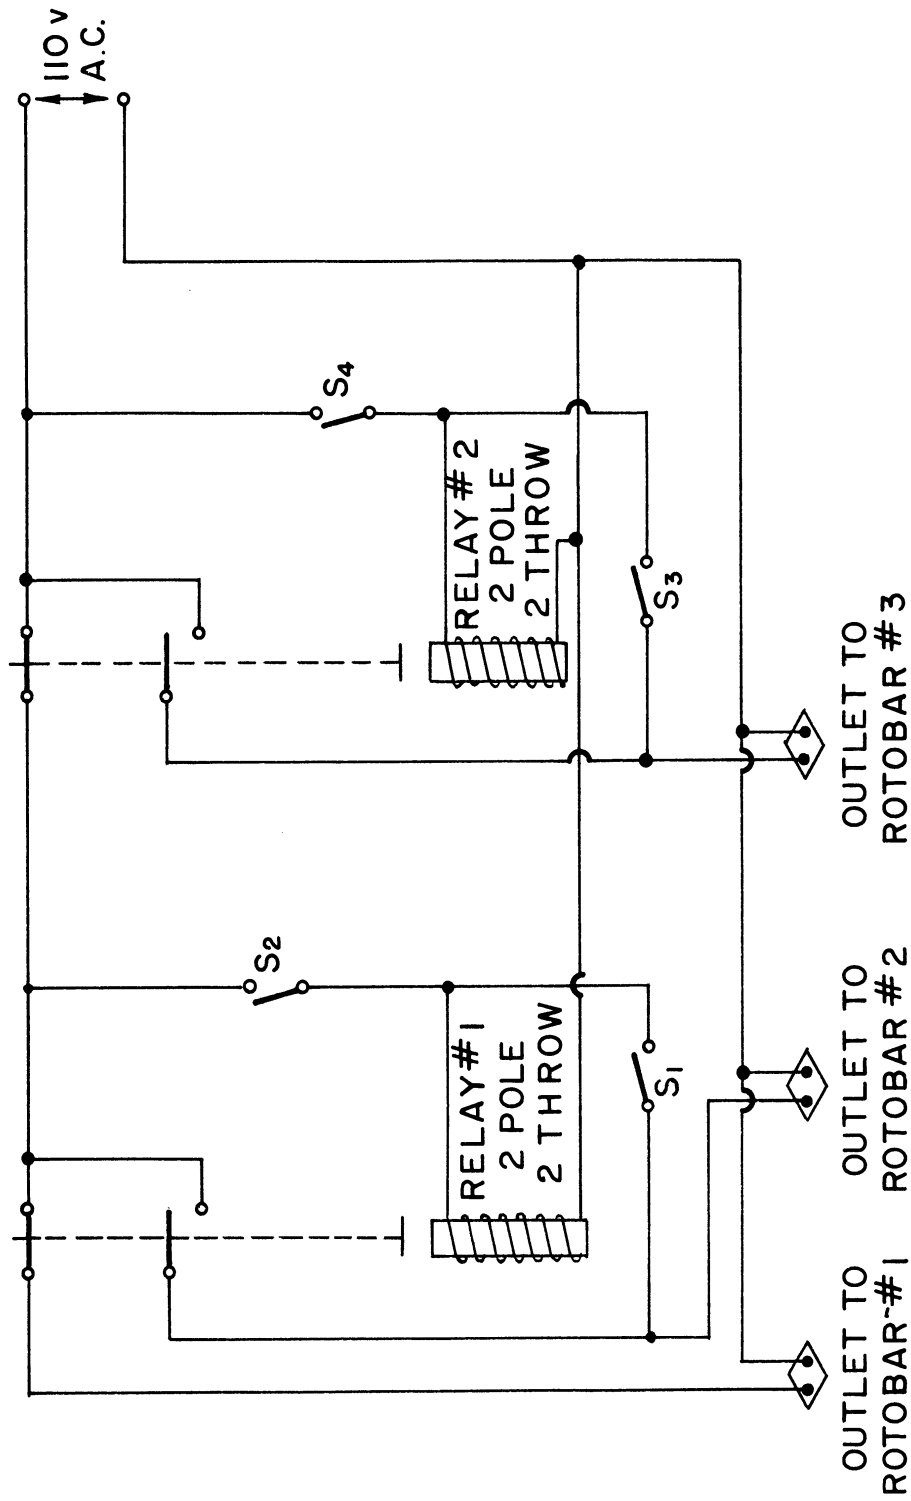 110 V
A.C.
S4
RELAY #2
2 POLE
2 THROW
S3
S2
RELAY #1
2 POLE
2 THROW
S1
OUTLET TO
ROTOBAR #1
OUTLET TO
ROTOBAR #2
OUTLET TO
ROTOBAR #3